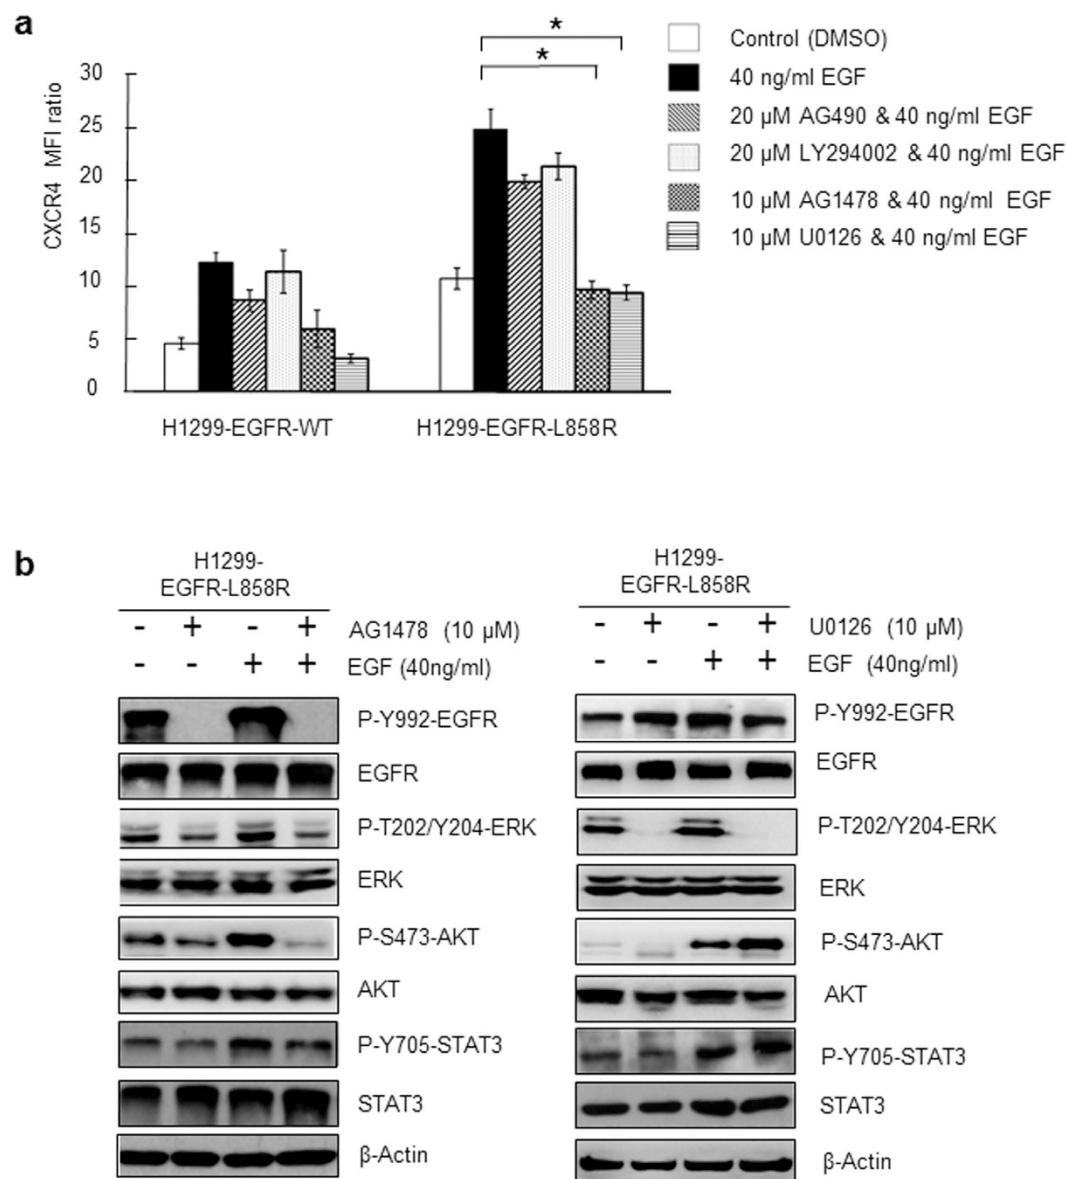 a
*
*
Control (DMSO)
40 ng/ml EGF
20 µM AG490 & 40 ng/ml EGF
20 µM LY294002 & 40 ng/ml EGF
10 µM AG1478 & 40 ng/ml EGF
10 µM U0126 & 40 ng/ml EGF
CXCR4 MFI ratio
30
25
20
15
10
5
0
H1299-EGFR-WT
H1299-EGFR-L858R
b
H1299-
EGFR-L858R
- + - + AG1478 (10 µM)
- - + + EGF (40ng/ml)
P-Y992-EGFR
EGFR
P-T202/Y204-ERK
ERK
P-S473-AKT
AKT
P-Y705-STAT3
STAT3
β-Actin
H1299-
EGFR-L858R
- + - + U0126 (10 µM)
- - + + EGF (40ng/ml)
P-Y992-EGFR
EGFR
P-T202/Y204-ERK
ERK
P-S473-AKT
AKT
P-Y705-STAT3
STAT3
β-Actin